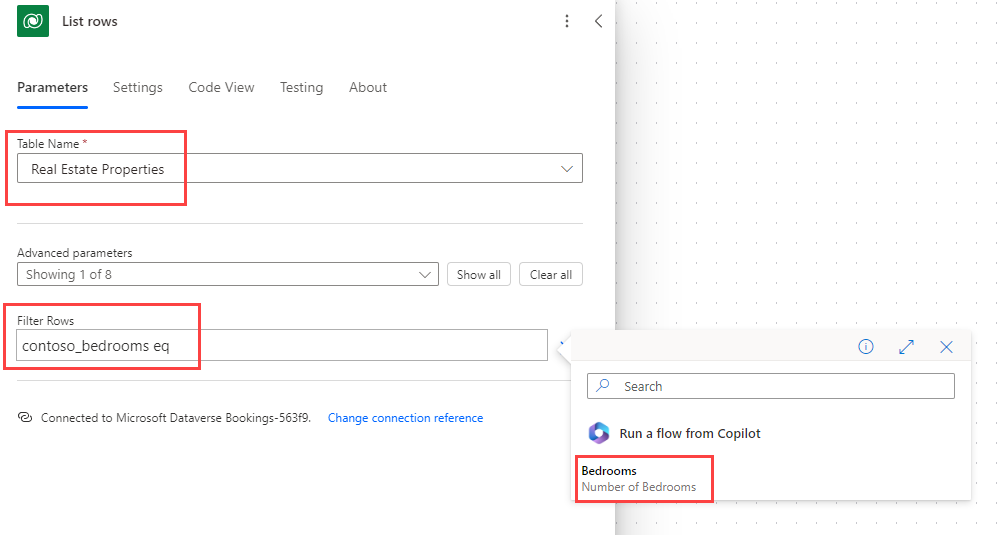 List rows
Parameters Settings Code View Testing About
Table Name *
Real Estate Properties
Advanced parameters
Showing 1 of 8 Show all Clear all
Filter Rows
contoso_bedrooms eq
Connected to Microsoft Dataverse Bookings-563f9. Change connection reference
Search
Run a flow from Copilot
Bedrooms
Number of Bedrooms